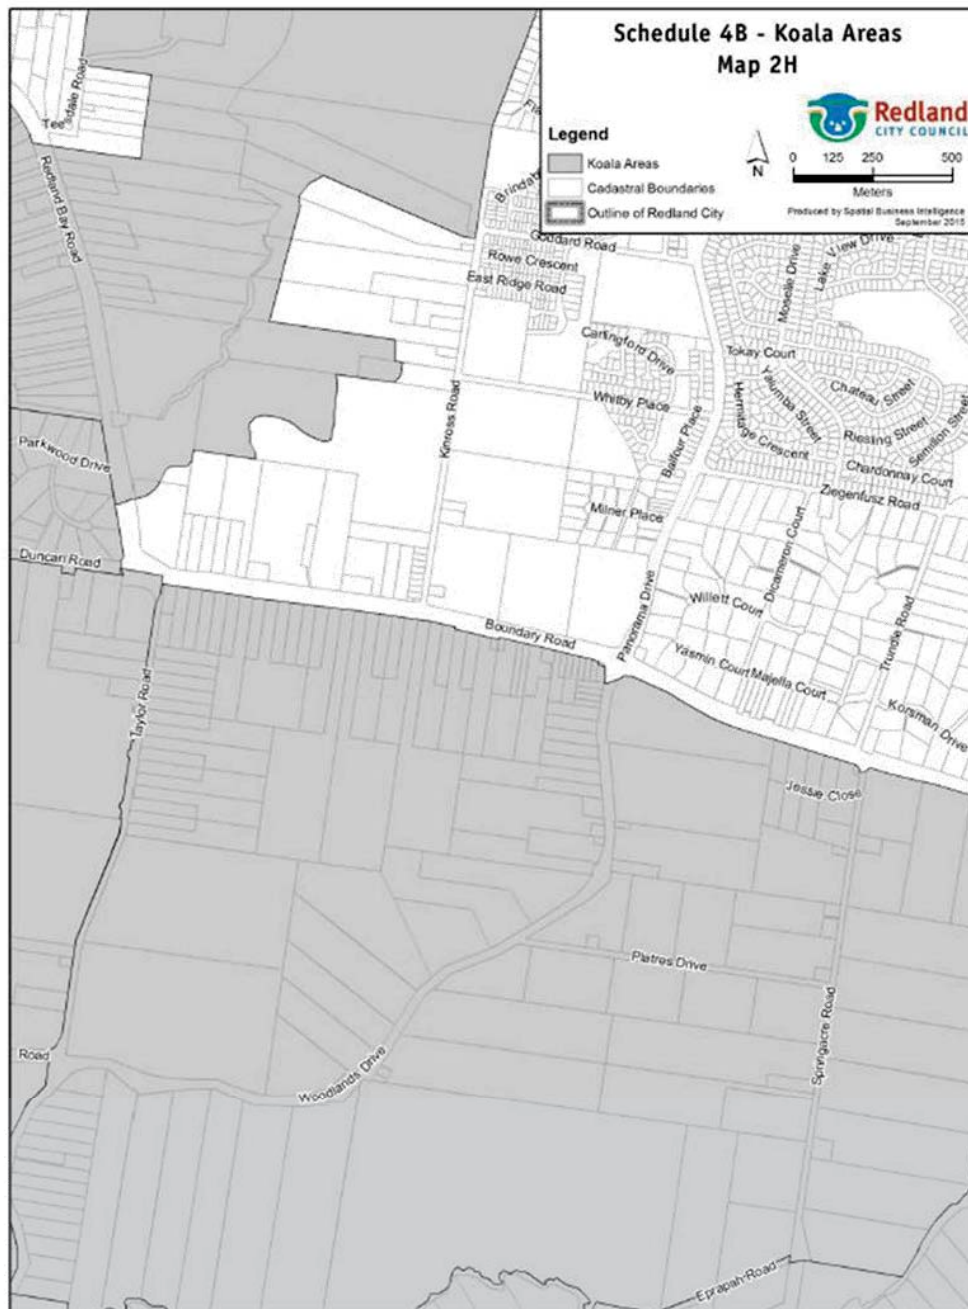 Schedule 4B - Koala Areas
Map 2H
Redland
CITY COUNCIL
Legend
Koala Areas
Cadastral Boundaries
Outline of Redland City
N
0 125 250 500
Meters
Produced by Spatial Business Intelligence
September 2015
Redland Bay Road
Goddard Road
Rowe Crescent
East Ridge Road
Moselle Drive
Lake View Drive
Carlingford Drive
Tokay Court
Whitby Place
Yalumba Street
Chateau Street
Hermitage Crescent
Riesling Street
Semillon Street
Kinross Road
Balfour Place
Chardonnay Court
Parkwood Drive
Ziegenfusz Road
Milner Place
Duncan Road
Dicameron Court
Willett Court
Panorama Drive
Trundle Road
Boundary Road
Yasmin Court
Majella Court
Korsman Drive
Taylor Road
Jessie Close
Platres Drive
Springacre Road
Road
Woodlands Drive
Eprapah Road